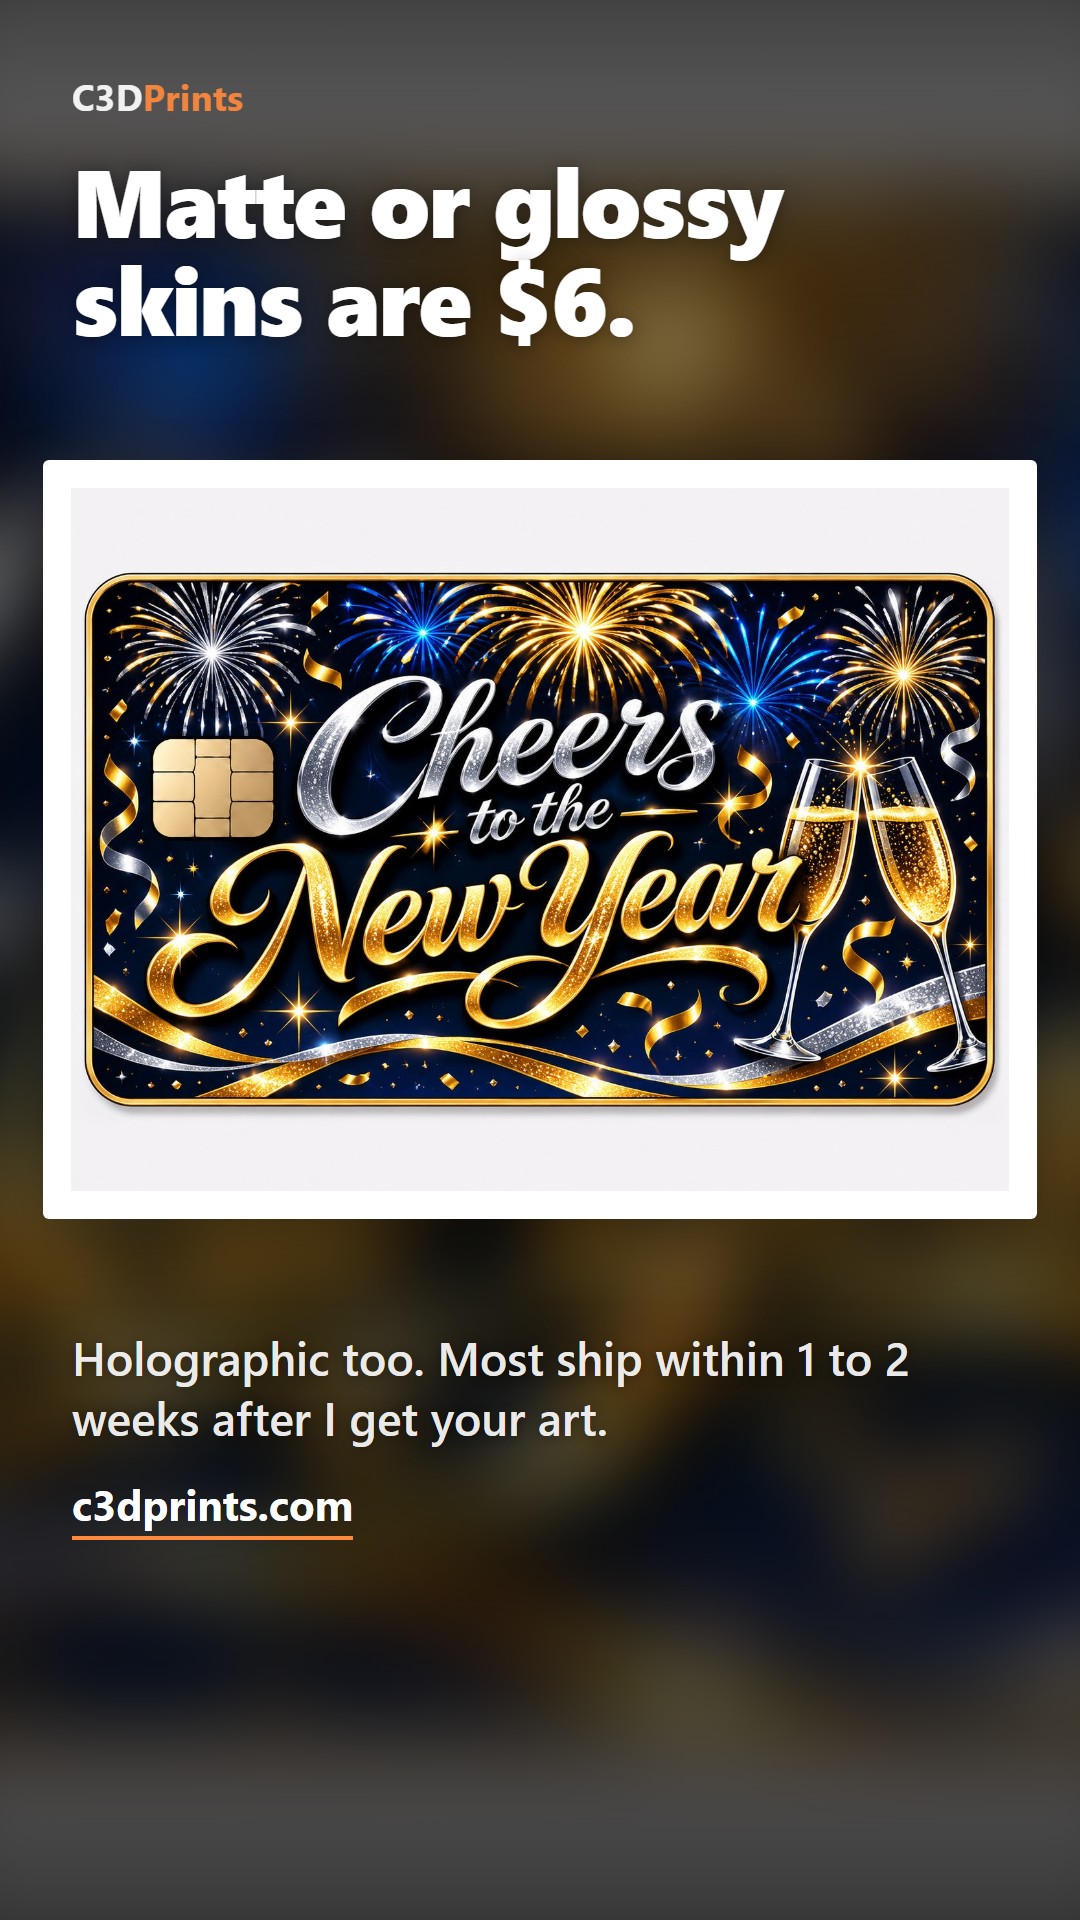 C3DPrints
Matte or glossy
skins are $6.
Cheers
to the
New Year
Holographic too. Most ship within 1 to 2
weeks after I get your art.
c3dprints.com